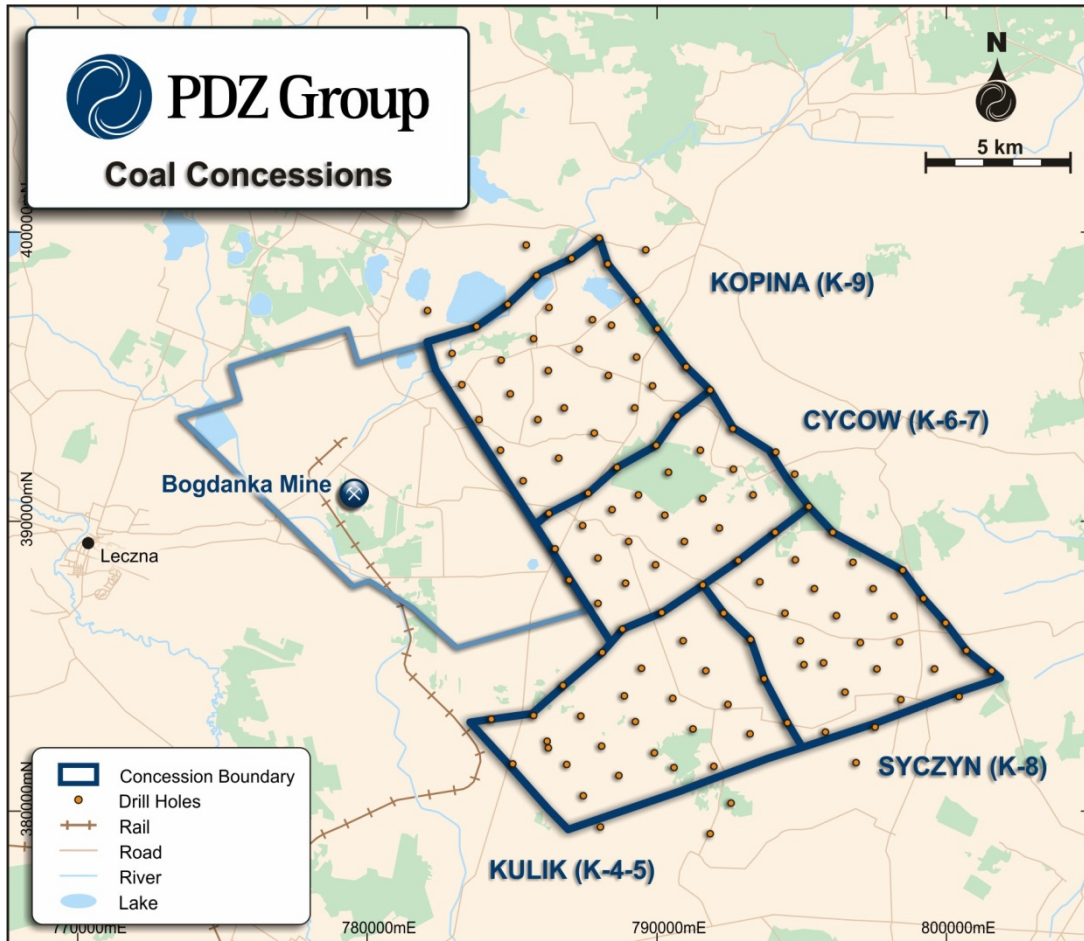 PDZ Group
Coal Concessions
N
5 km
400000mN
KOPINA (K-9)
CYCOW (K-6-7)
Bogdanka Mine
390000mN
Leczna
SYCZYN (K-8)
KULIK (K-4-5)
380000mN
Concession Boundary
Drill Holes
Rail
Road
River
Lake
770000mE
780000mE
790000mE
800000mE